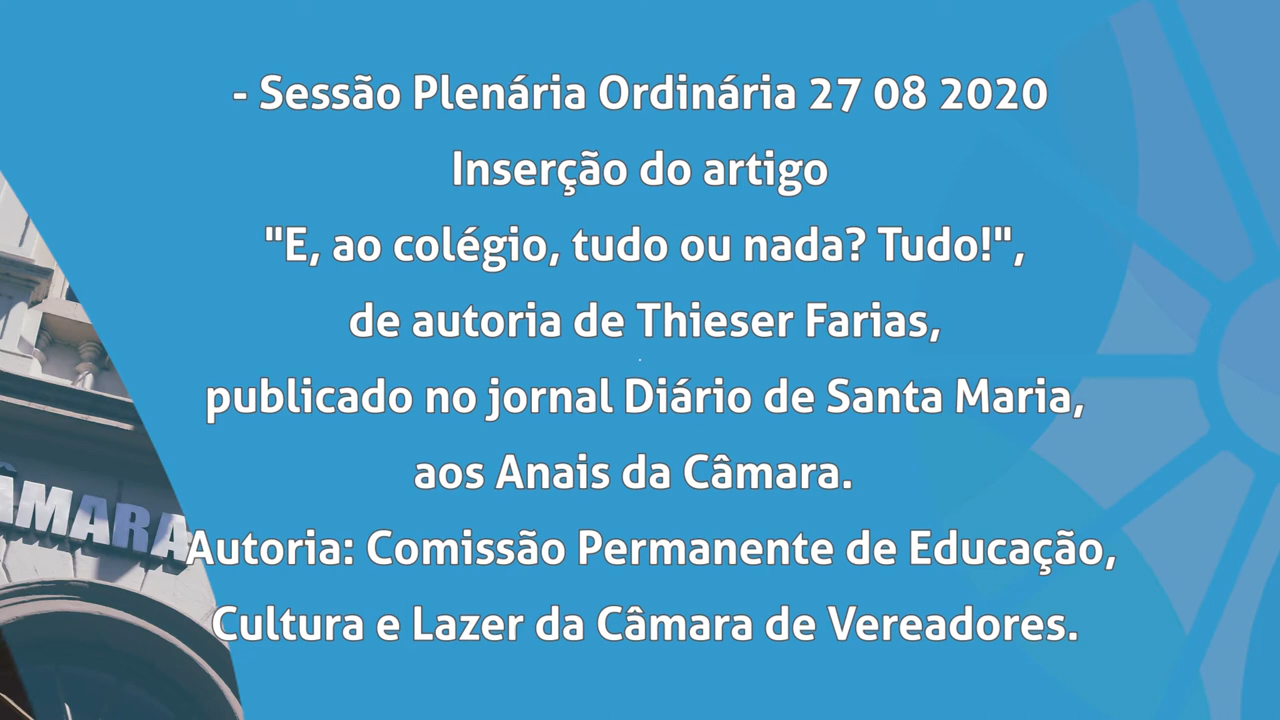 - Sessão Plenária Ordinária 27 08 2020
Inserção do artigo
"E, ao colégio, tudo ou nada? Tudo!",
de autoria de Thieser Farias,
publicado no jornal Diário de Santa Maria,
aos Anais da Câmara.
ÂMARA
Autoria: Comissão Permanente de Educação,
Cultura e Lazer da Câmara de Vereadores.